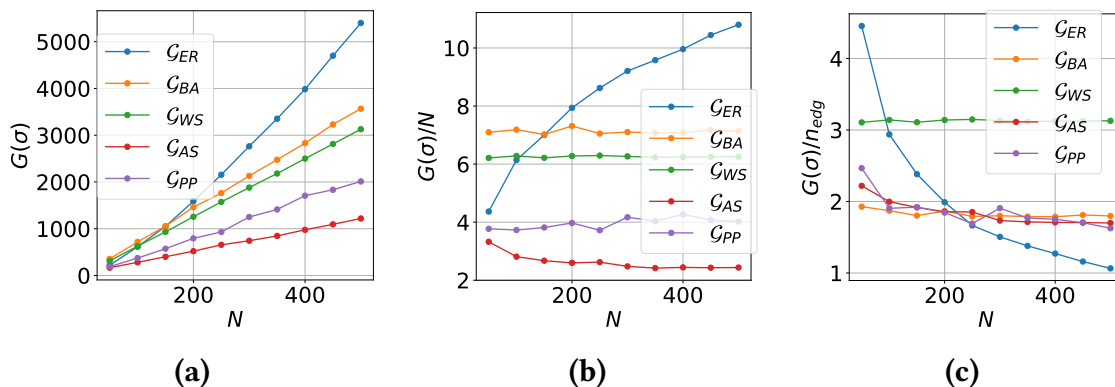 5000
4000
3000
2000
1000
0
200
400
G(σ)
N
𝒢ER
𝒢BA
𝒢WS
𝒢AS
𝒢PP
(a)
10
8
6
4
2
200
400
G(σ)/N
N
𝒢ER
𝒢BA
𝒢WS
𝒢AS
𝒢PP
(b)
4
3
2
1
200
400
G(σ)/nedg
N
𝒢ER
𝒢BA
𝒢WS
𝒢AS
𝒢PP
(c)